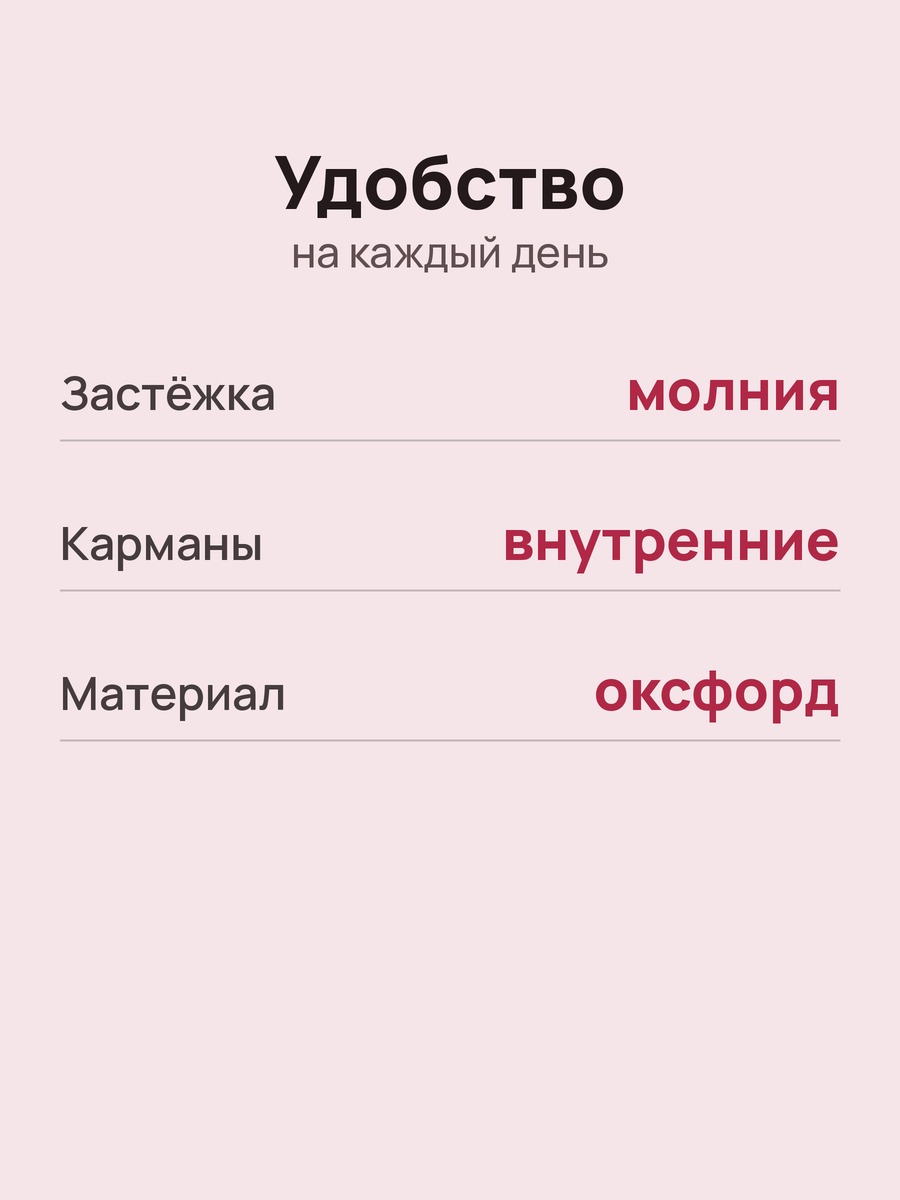 Удобство
на каждый день
Застёжка молния
Карманы внутренние
Материал оксфорд